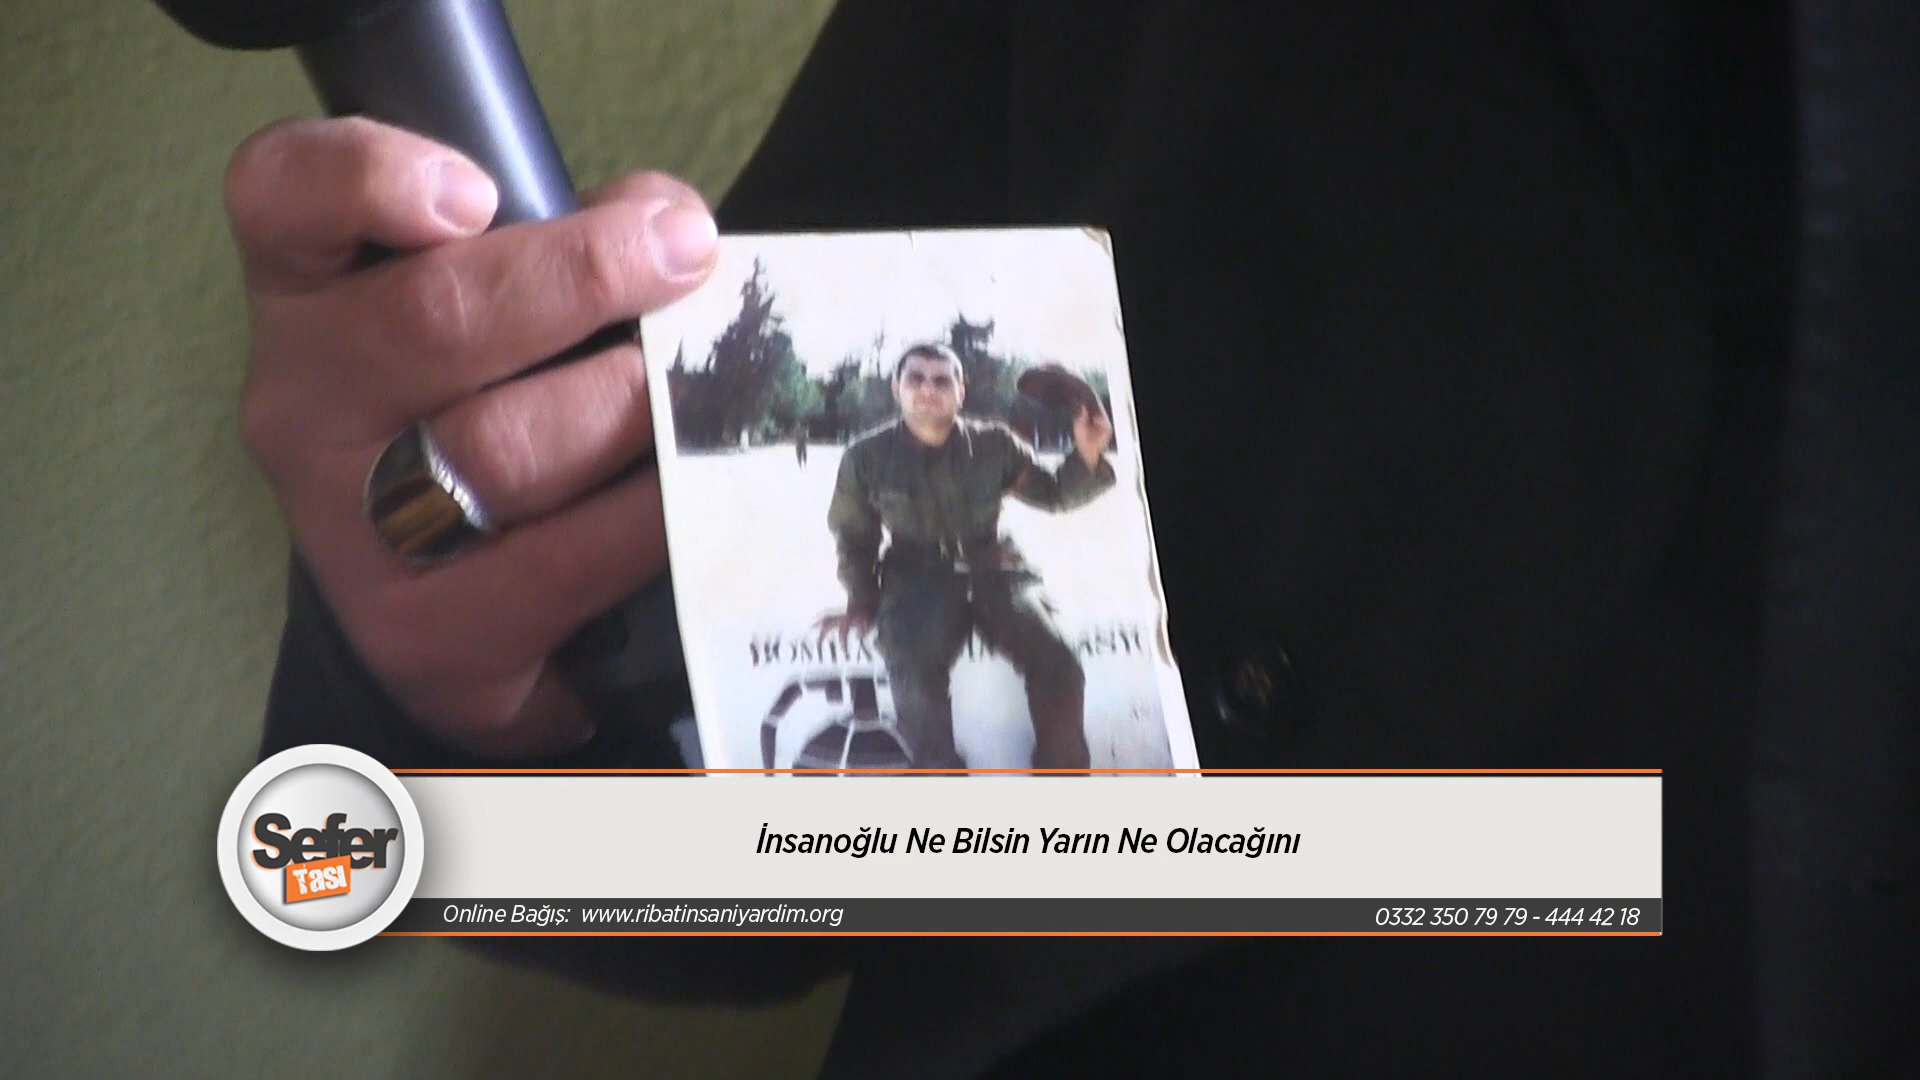 Sefer
Tası
İnsanoğlu Ne Bilsin Yarın Ne Olacağını
Online Bağış: www.ribatinsaniyardim.org
0332 350 79 79 - 444 42 18